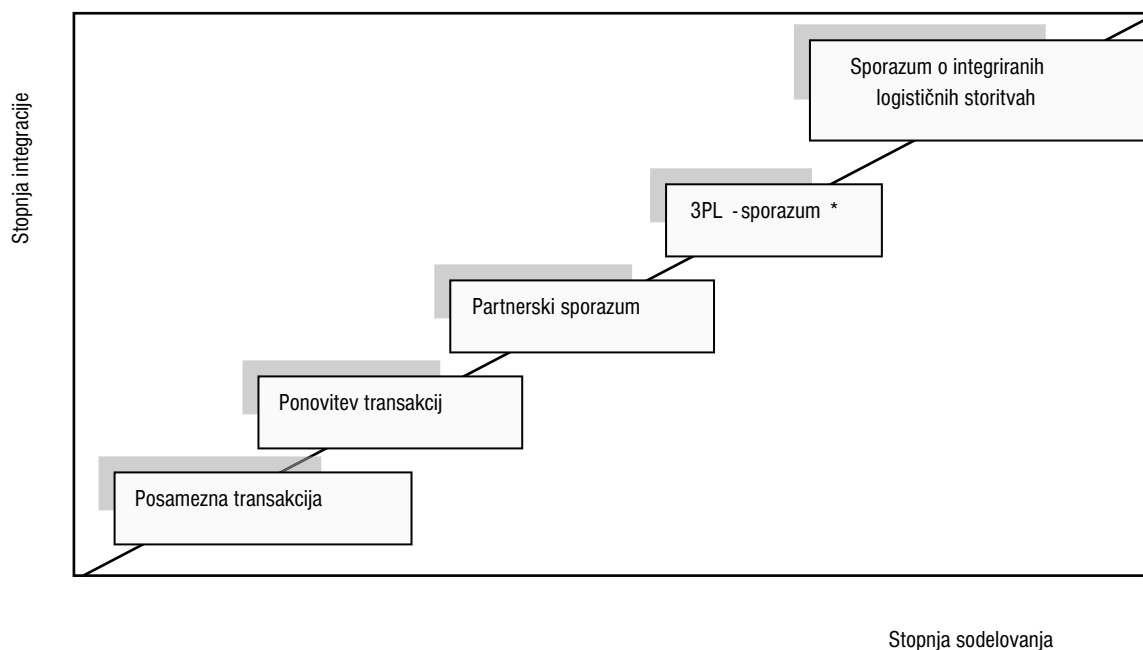 Sporazum o integriranih
logističnih storitvah
Stopnja integracije
3PL - sporazum *
Partnerski sporazum
Ponovitev transakcij
Posamezna transakcija
Stopnja sodelovanja